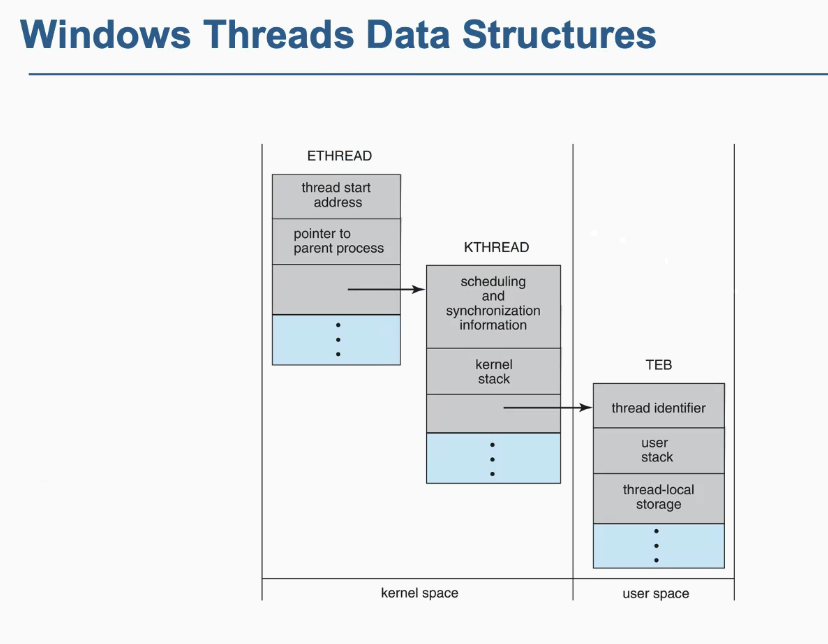 Windows Threads Data Structures
ETHREAD
thread start
address
pointer to
parent process
KTHREAD
scheduling
and
synchronization
information
kernel
stack
TEB
thread identifier
user
stack
thread-local
storage
kernel space
user space